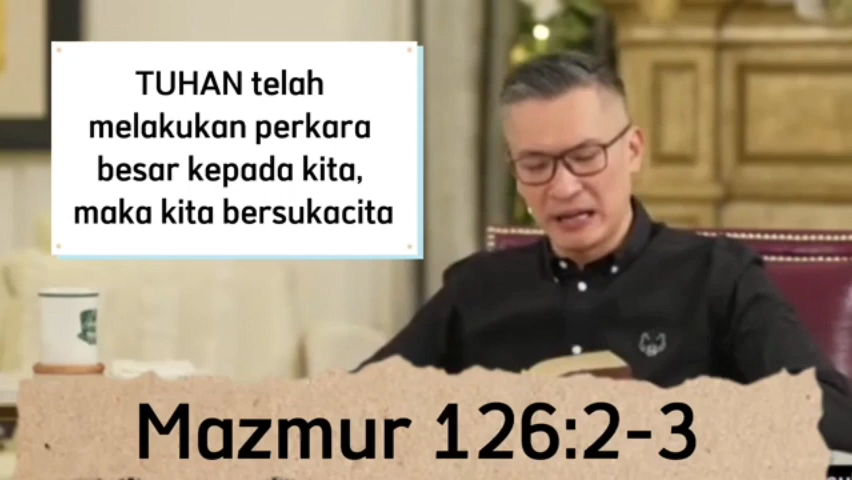 TUHAN telah
melakukan perkara
besar kepada kita,
maka kita bersukacita
Mazmur 126:2-3